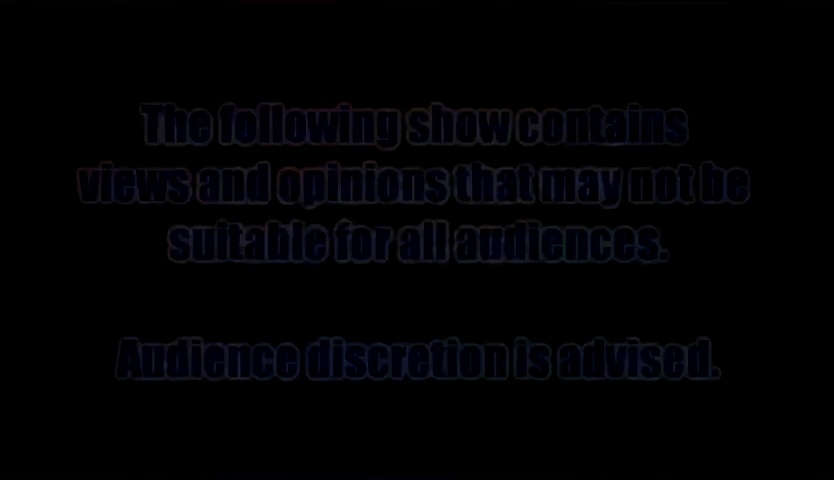 The following show contains
views and opinions that may not be
suitable for all audiences.
Audience discretion is advised.